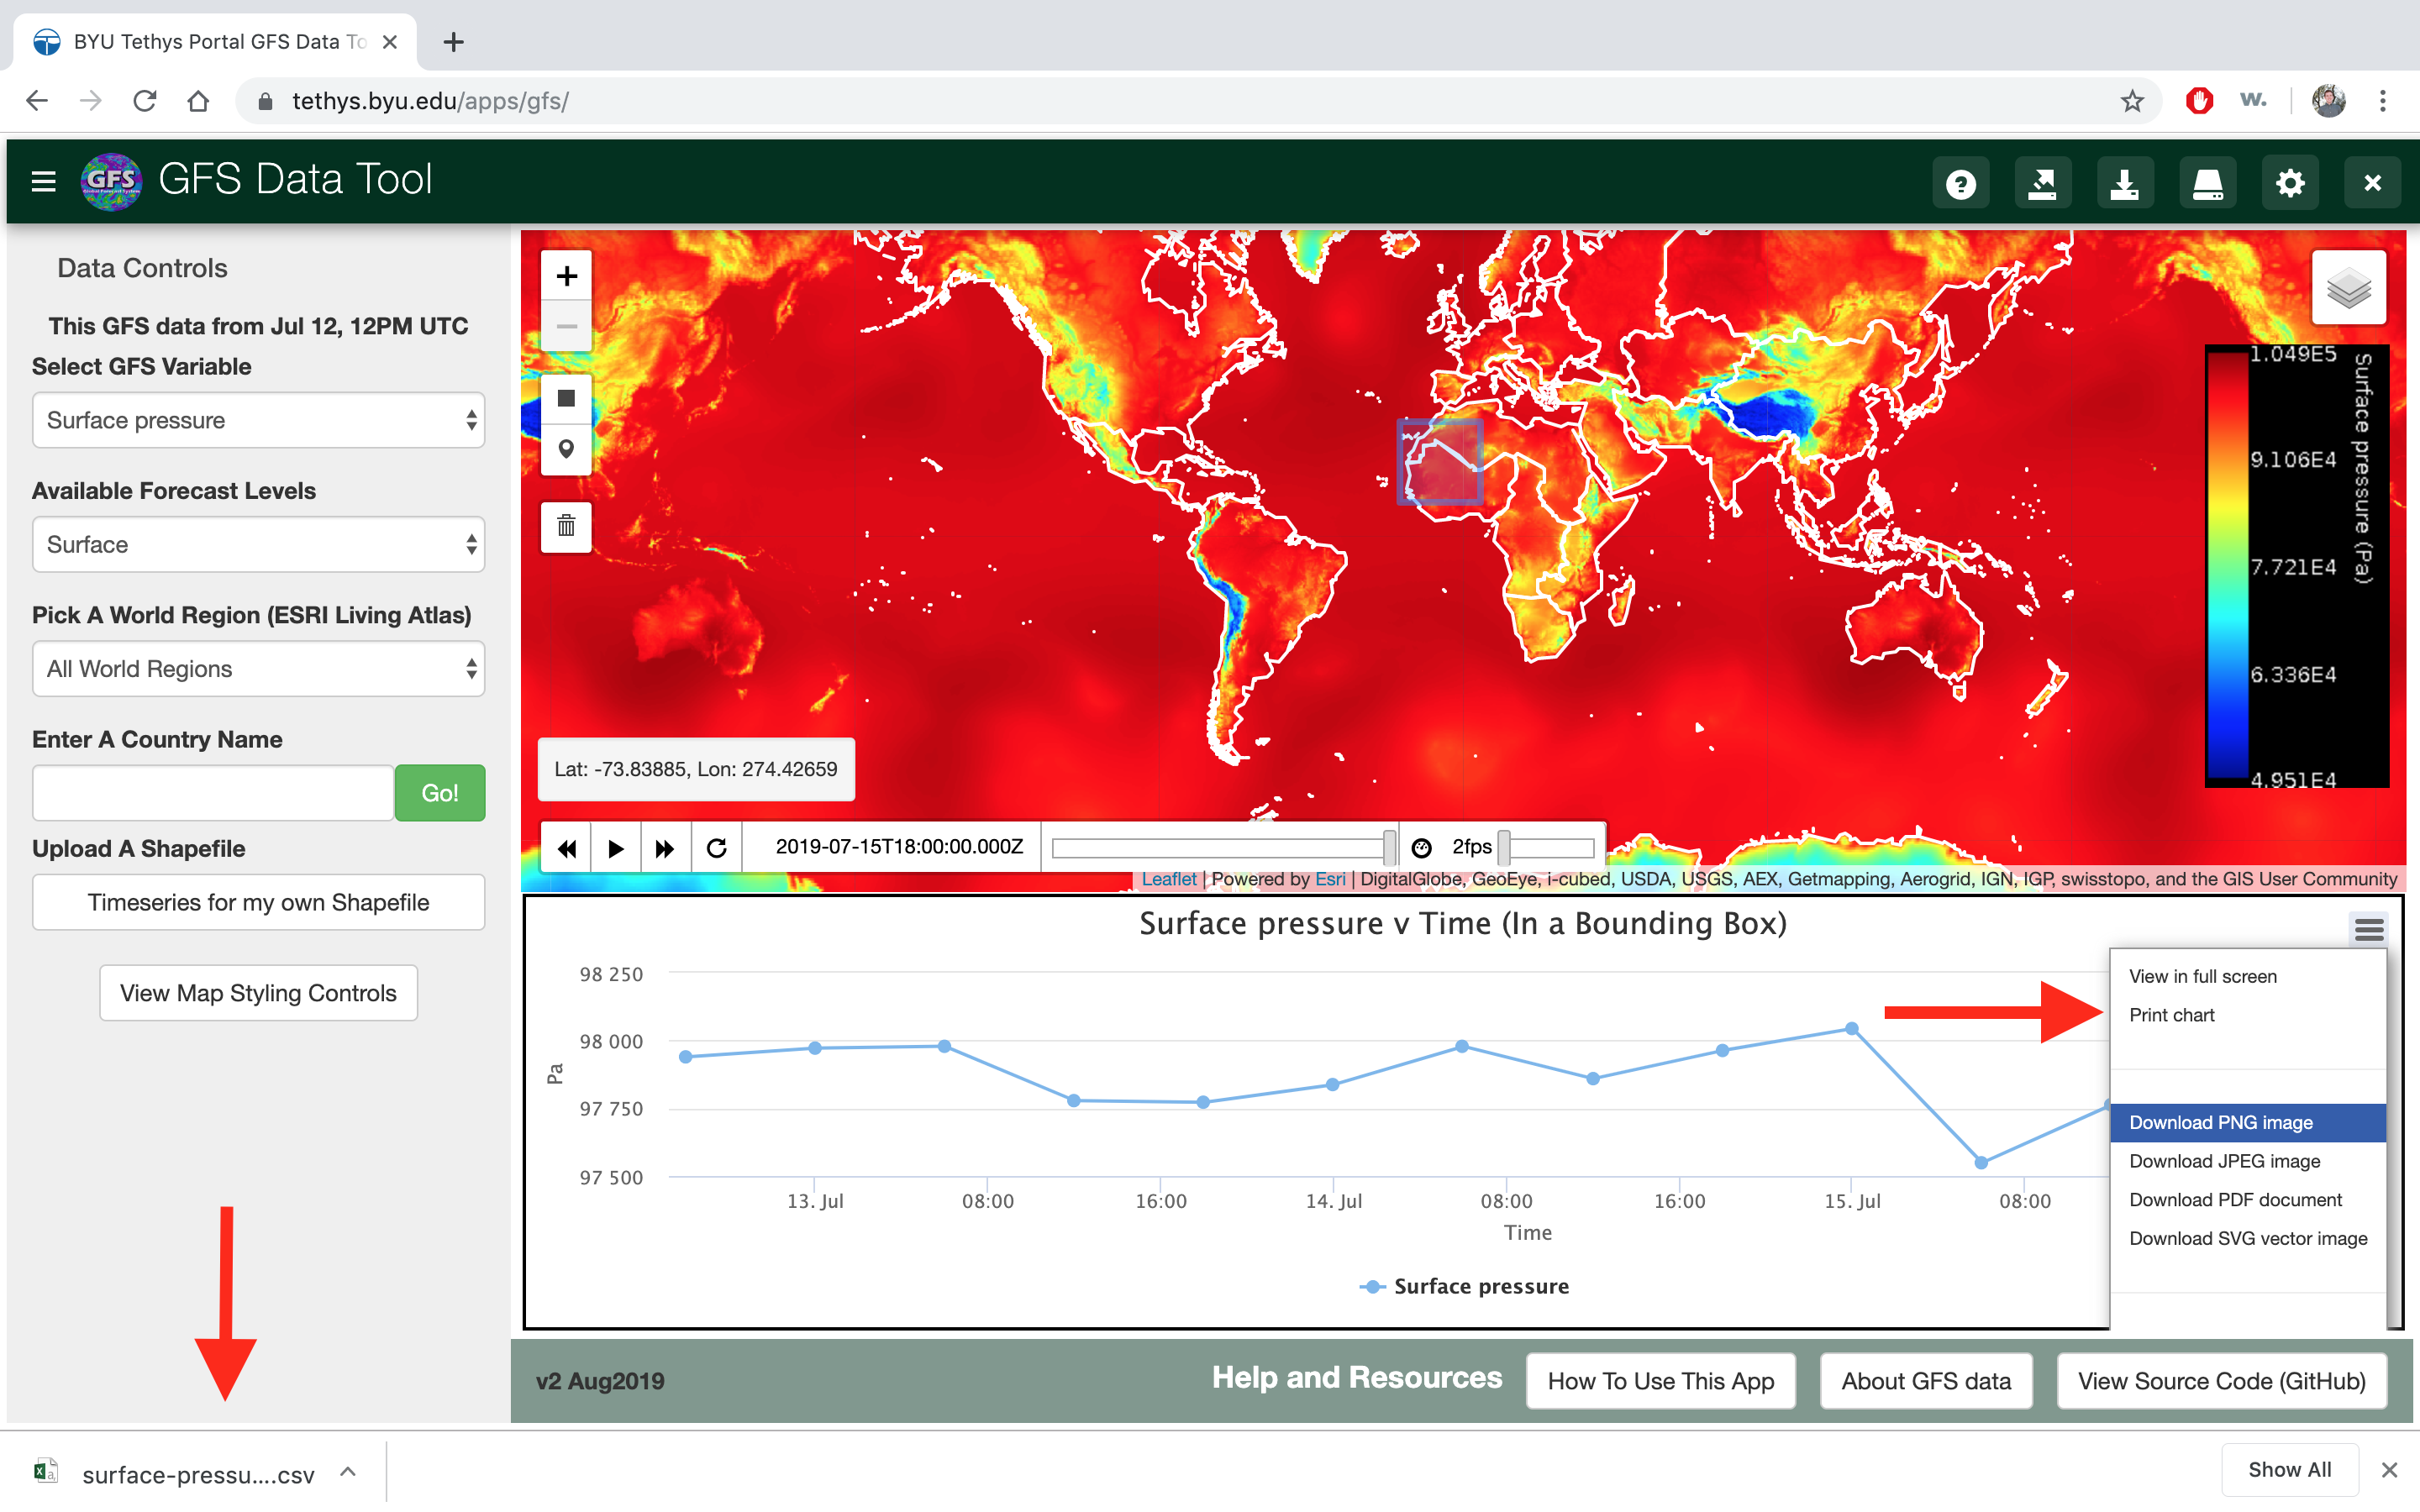 BYU Tethys Portal GFS Data To
tethys.byu.edu/apps/gfs/
w.
GFS
GFS Data Tool
Data Controls
This GFS data from Jul 12, 12PM UTC
Select GFS Variable
Surface pressure
Available Forecast Levels
Surface
Pick A World Region (ESRI Living Atlas)
All World Regions
Enter A Country Name
Go!
Upload A Shapefile
Timeseries for my own Shapefile
View Map Styling Controls
1.049E5
9.106E4
7.721E4
6.336E4
4.951E4
Surface pressure (Pa)
Lat: -73.83885, Lon: 274.42659
2019-07-15T18:00:00.000Z
2fps
Leaflet | Powered by Esri | DigitalGlobe, GeoEye, i-cubed, USDA, USGS, AEX, Getmapping, Aerogrid, IGN, IGP, swisstopo, and the GIS User Community
Surface pressure v Time (In a Bounding Box)
98 250
98 000
97 750
97 500
Pa
13. Jul
08:00
16:00
14. Jul
08:00
16:00
15. Jul
08:00
Time
Surface pressure
View in full screen
Print chart
Download PNG image
Download JPEG image
Download PDF document
Download SVG vector image
v2 Aug2019
Help and Resources
How To Use This App
About GFS data
View Source Code (GitHub)
surface-pressu....csv
Show All